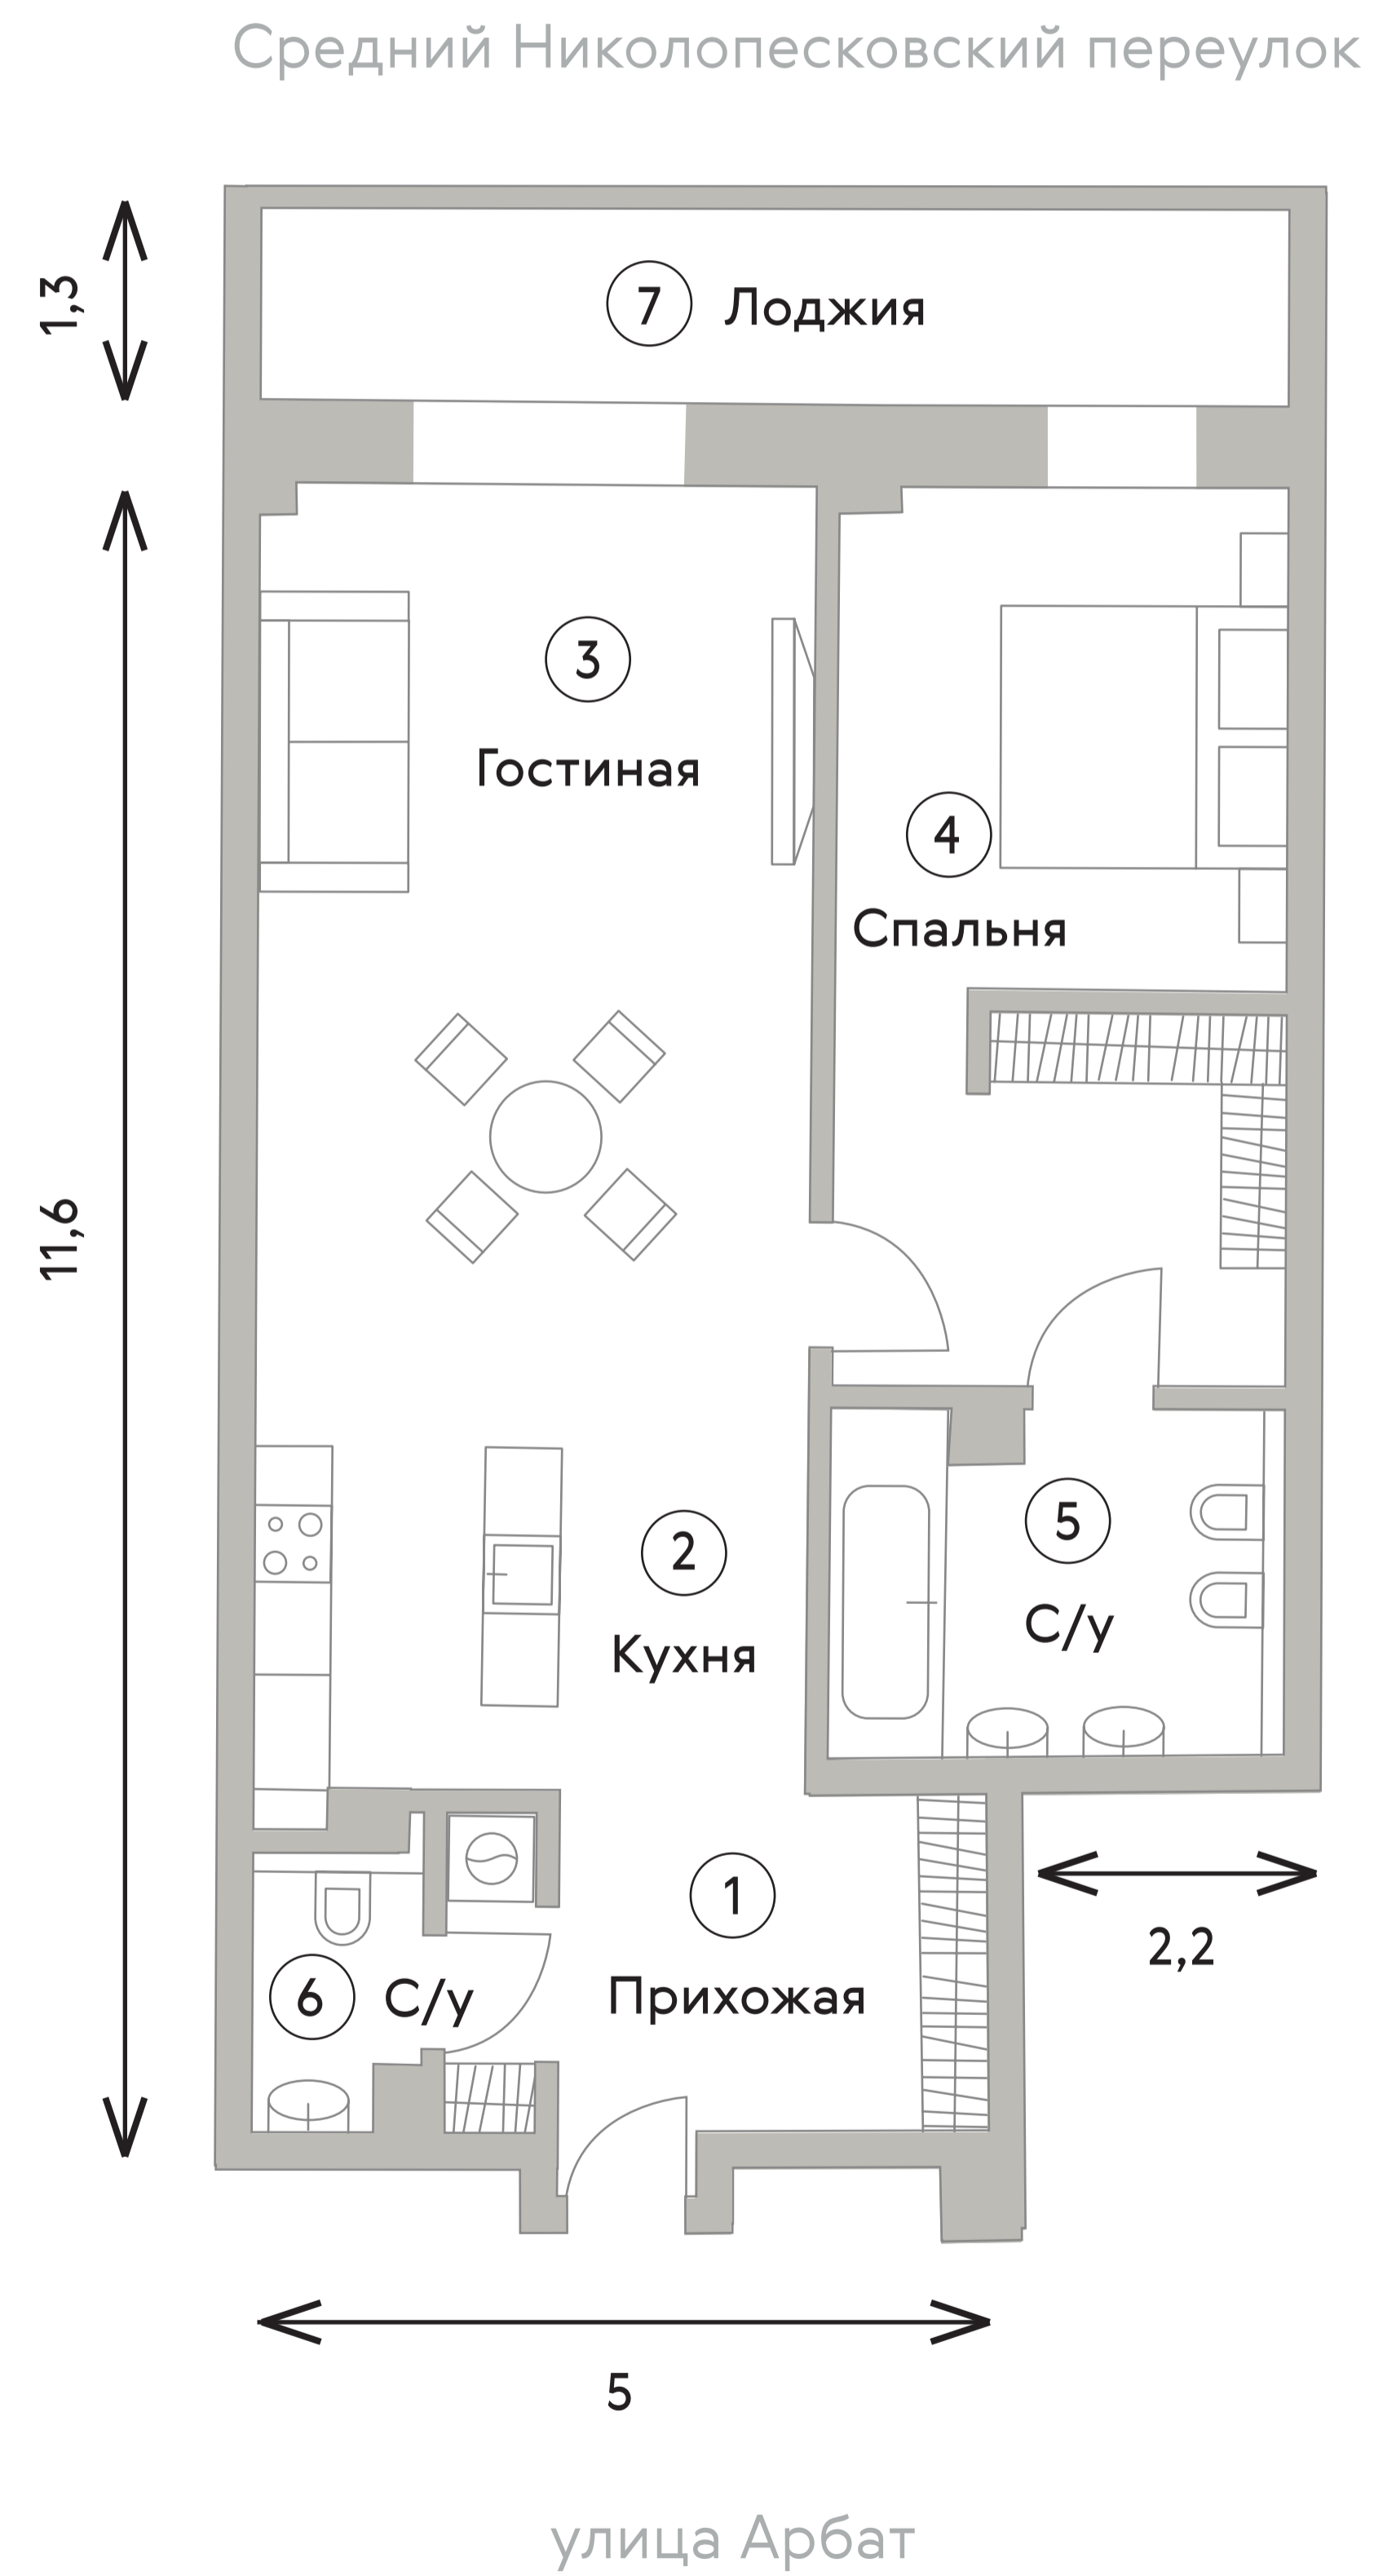 Средний Николопесковский переулок
1,3
7 Лоджия
3
Гостиная
4
Спальня
11,6
2
Кухня
5
С/у
1
Прихожая
6 С/у
2,2
5
улица Арбат